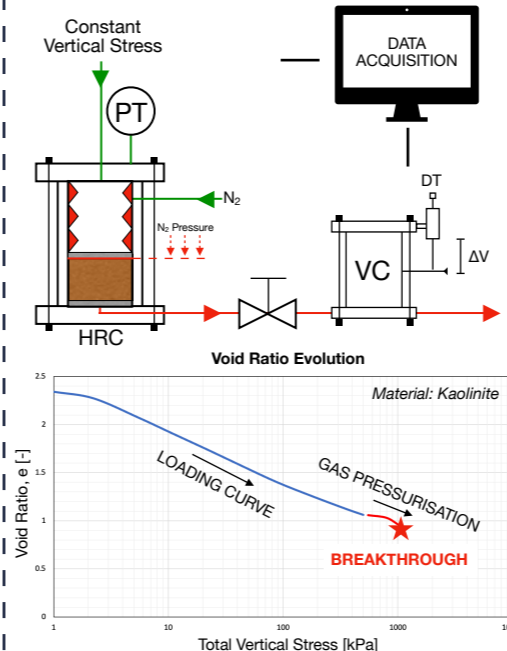 Constant
Vertical Stress
DATA
ACQUISITION
PT
DT
N₂
N₂ Pressure
ΔV
VC
HRC
Void Ratio Evolution
2.5
Material: Kaolinite
2
1.5
1
0.5
0
Void Ratio, e [-]
LOADING CURVE
GAS PRESSURISATION
BREAKTHROUGH
1
10
100
1000
Total Vertical Stress [kPa]